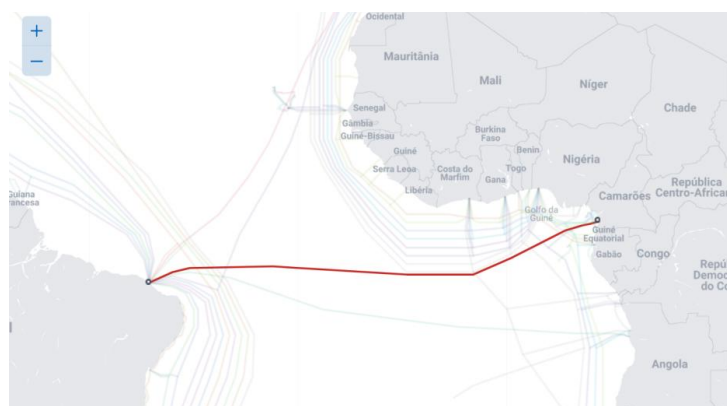 +
Ocidental
−
Mauritânia
Mali
Níger
Chade
Senegal
Gâmbia
Guiné-Bissau
Burkina
Faso
Benin
Guiné
Nigéria
Serra Leoa
Costa do
Marfim
Togo
Gana
Libéria
República
Centro-Africa
Camarões
Guiana
rancesa
Golfo da
Guiné
Guiné
Equatorial
Gabão
Congo
Repú
Democ
do Co
Angola
l